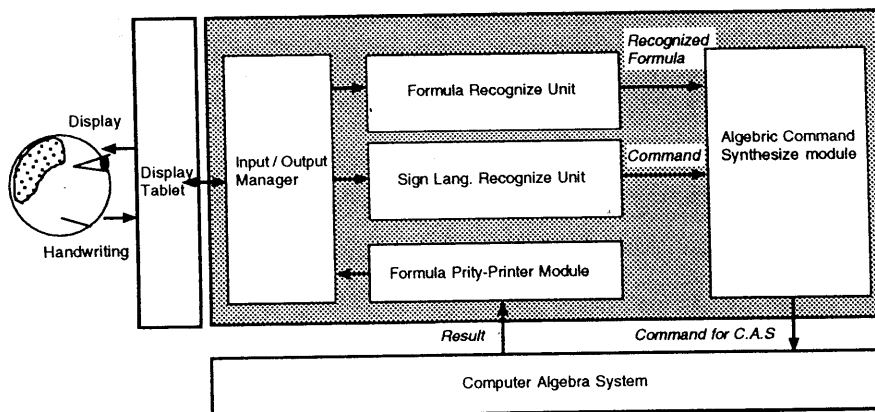 Recognized
Formula
Formula Recognize Unit
Display
Algebric Command
Synthesize module
Input / Output
Manager
Command
Display
Tablet
Sign Lang. Recognize Unit
Handwriting
Formula Prity-Printer Module
Result
Command for C.A.S
Computer Algebra System